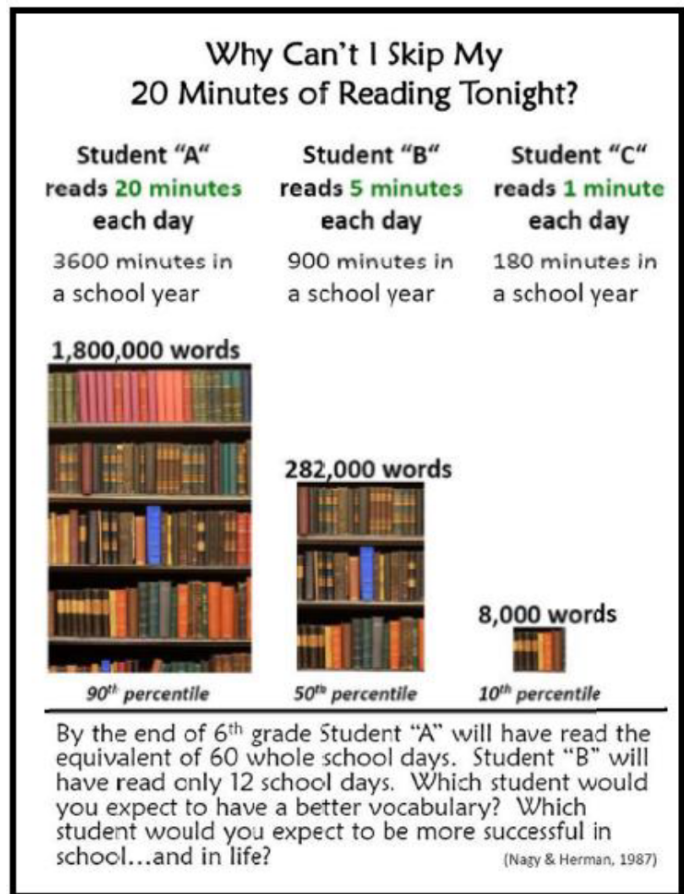 Why Can't I Skip My
20 Minutes of Reading Tonight?
Student "A"
reads 20 minutes
each day
3600 minutes in
a school year
1,800,000 words
90th percentile
Student "B"
reads 5 minutes
each day
900 minutes in
a school year
282,000 words
50th percentile
Student "C"
reads 1 minute
each day
180 minutes in
a school year
8,000 words
10th percentile
By the end of 6th grade Student "A" will have read the
equivalent of 60 whole school days. Student "B" will
have read only 12 school days. Which student would
you expect to have a better vocabulary? Which
student would you expect to be more successful in
school...and in life?
(Nagy & Herman, 1987)